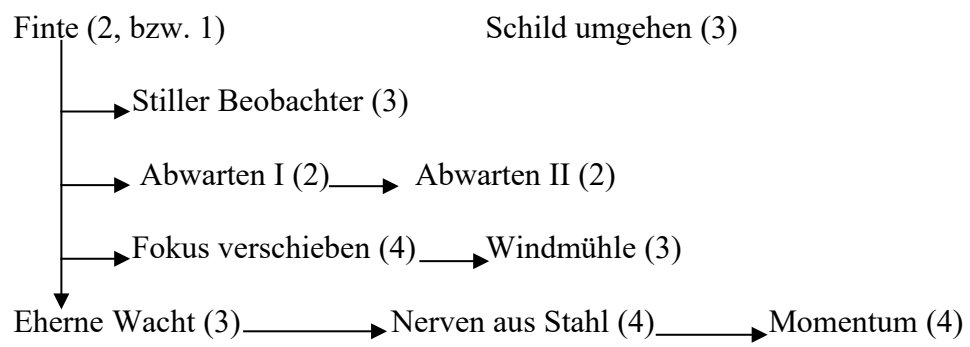 Finte (2, bzw. 1) Schild umgehen (3)
Stiller Beobachter (3)
Abwarten I (2) Abwarten II (2)
Fokus verschieben (4) Windmühle (3)
Eherne Wacht (3) Nerven aus Stahl (4) Momentum (4)